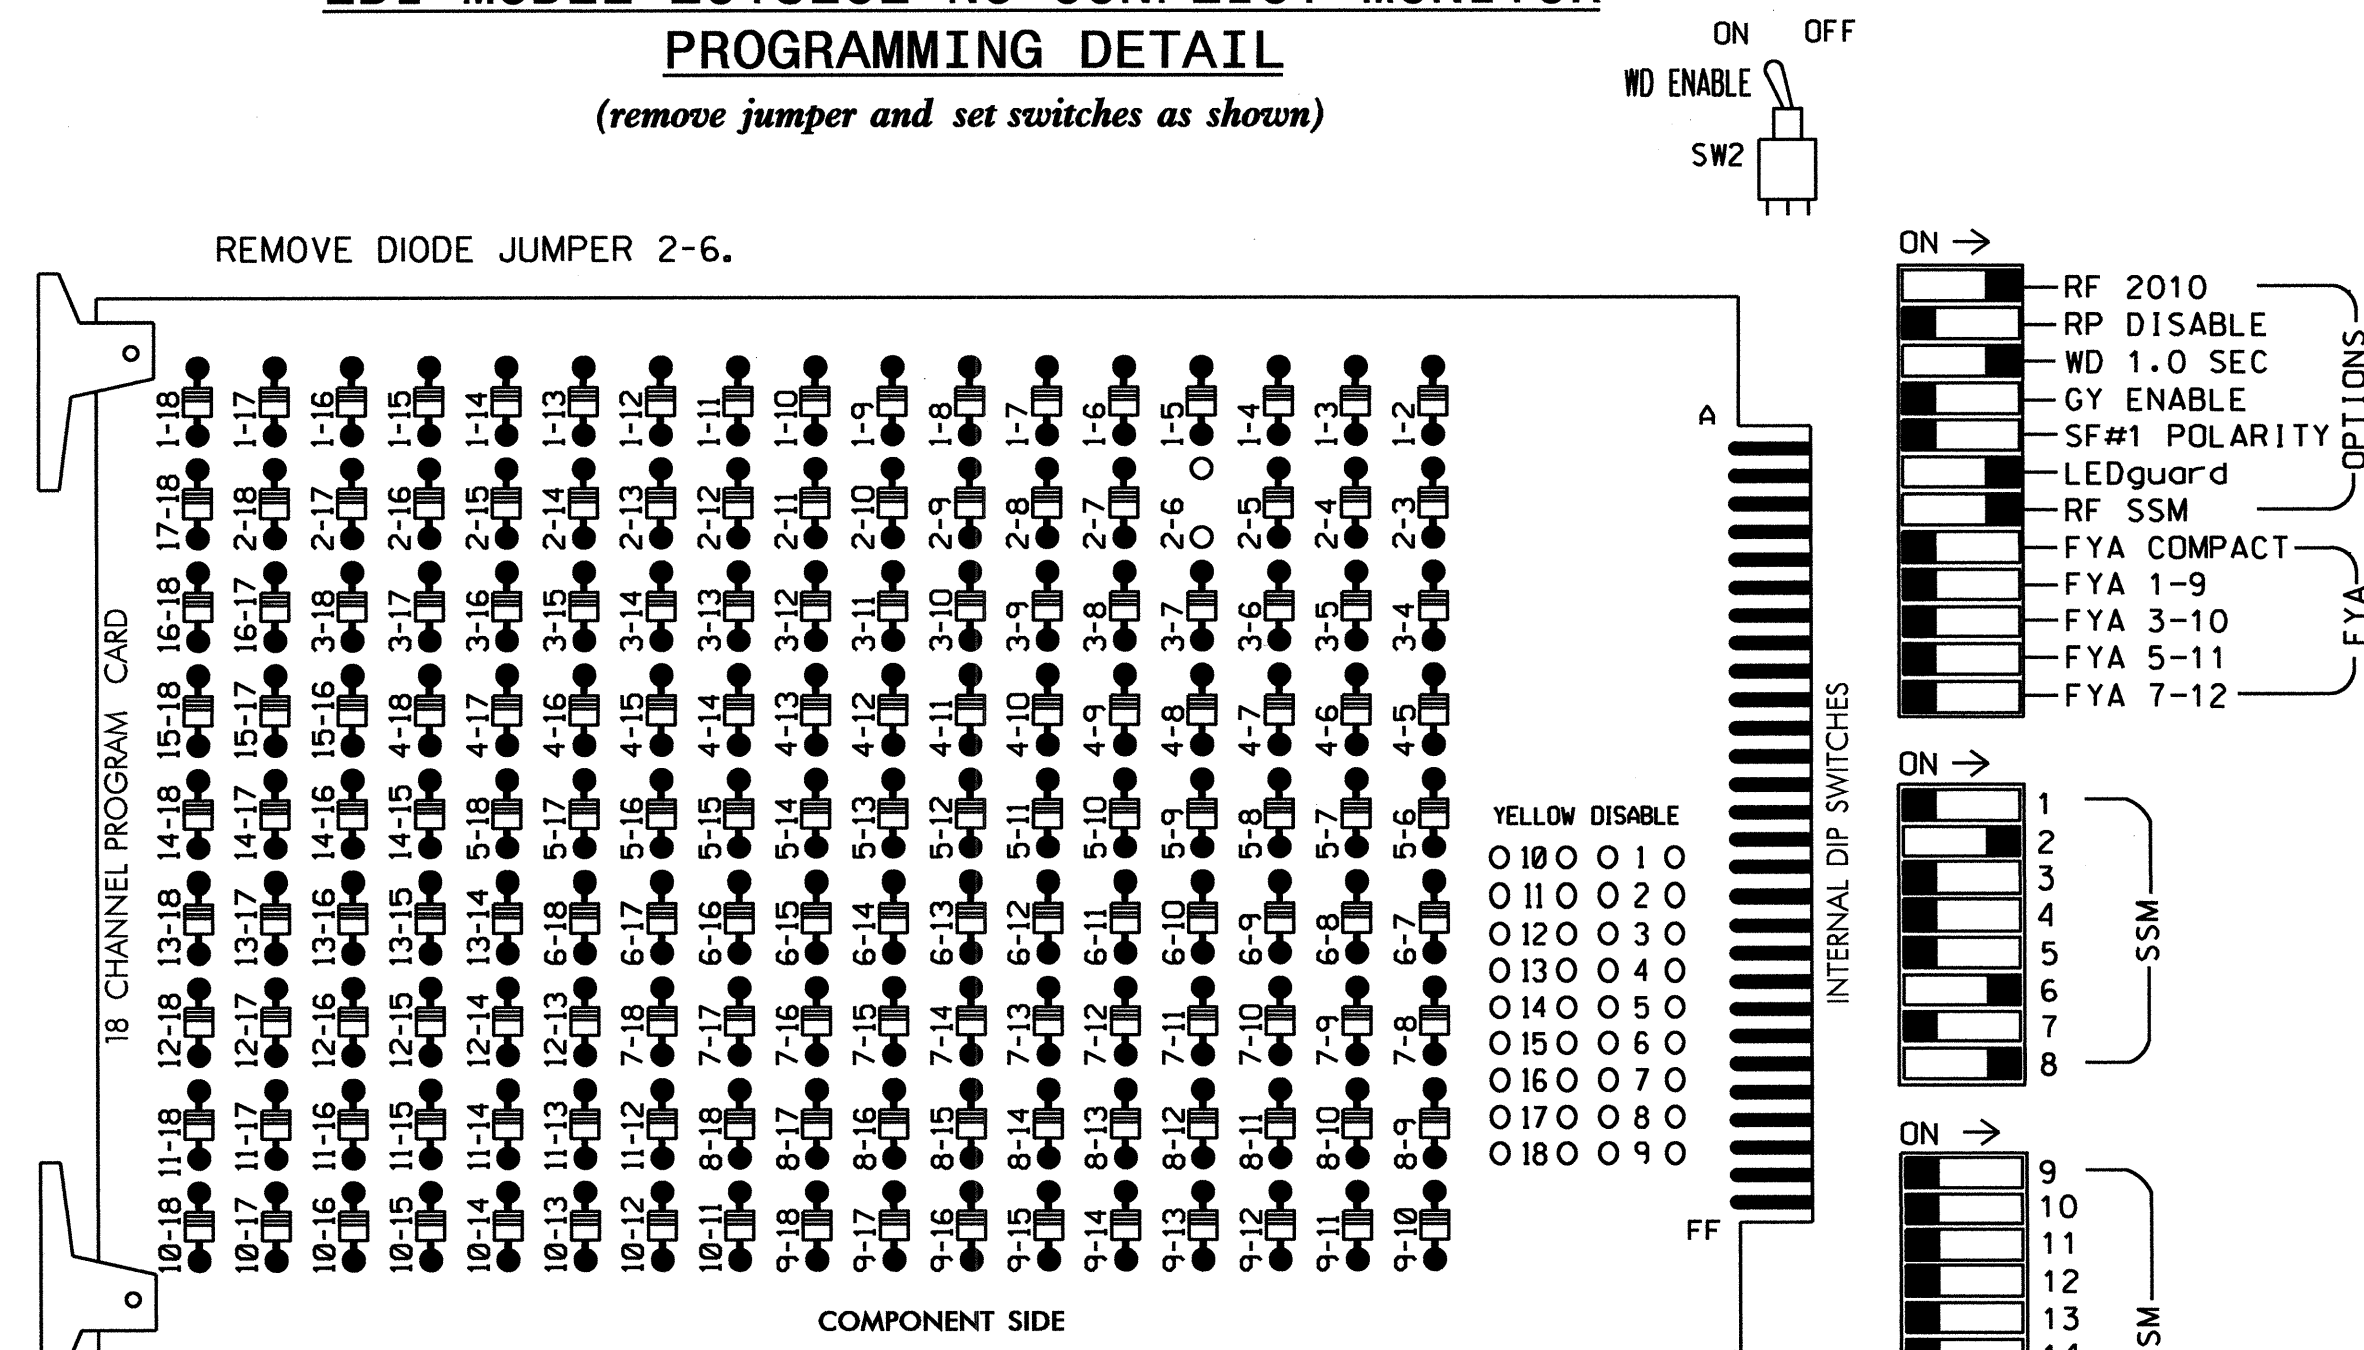 PROGRAMMING DETAIL
(remove jumper and set switches as shown)
ON OFF
WD ENABLE
SW2
REMOVE DIODE JUMPER 2-6.
18 CHANNEL PROGRAM CARD
1-18 1-17 1-16 1-15 1-14 1-13 1-12 1-11 1-10 1-9 1-8 1-7 1-6 1-5 1-4 1-3 1-2
17-18 2-18 2-17 2-16 2-15 2-14 2-13 2-12 2-11 2-10 2-9 2-8 2-7 2-6 2-5 2-4 2-3
16-18 16-17 3-18 3-17 3-16 3-15 3-14 3-13 3-12 3-11 3-10 3-9 3-8 3-7 3-6 3-5 3-4
15-18 15-17 15-16 4-18 4-17 4-16 4-15 4-14 4-13 4-12 4-11 4-10 4-9 4-8 4-7 4-6 4-5
14-18 14-17 14-16 14-15 5-18 5-17 5-16 5-15 5-14 5-13 5-12 5-11 5-10 5-9 5-8 5-7 5-6
13-18 13-17 13-16 13-15 13-14 6-18 6-17 6-16 6-15 6-14 6-13 6-12 6-11 6-10 6-9 6-8 6-7
12-18 12-17 12-16 12-15 12-14 12-13 7-18 7-17 7-16 7-15 7-14 7-13 7-12 7-11 7-10 7-9 7-8
11-18 11-17 11-16 11-15 11-14 11-13 11-12 8-18 8-17 8-16 8-15 8-14 8-13 8-12 8-11 8-10 8-9
10-18 10-17 10-16 10-15 10-14 10-13 10-12 10-11 9-18 9-17 9-16 9-15 9-14 9-13 9-12 9-11 9-10
COMPONENT SIDE
YELLOW DISABLE
10 1
11 2
12 3
13 4
14 5
15 6
16 7
17 8
18 9
A
FF
INTERNAL DIP SWITCHES
ON
RF 2010
RP DISABLE
WD 1.0 SEC
GY ENABLE
SF#1 POLARITY
LEDguard
RF SSM
OPTIONS
FYA COMPACT
FYA 1-9
FYA 3-10
FYA 5-11
FYA 7-12
FYA
ON
1
2
3
4
5
6
7
8
SSM
ON
9
10
11
12
13